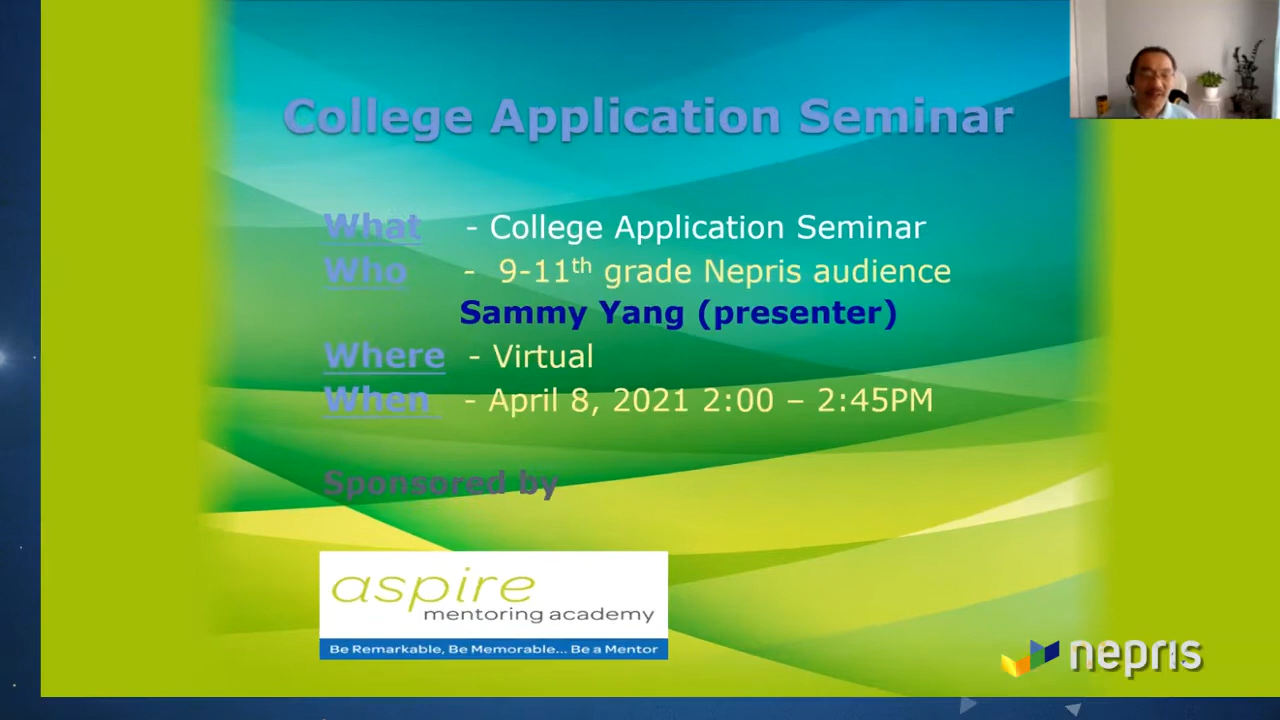 College Application Seminar
What - College Application Seminar
Who - 9-11th grade Nepris audience
Sammy Yang (presenter)
Where - Virtual
When - April 8, 2021 2:00 – 2:45PM
Sponsored by
aspire
mentoring academy
Be Remarkable, Be Memorable... Be a Mentor
nepris